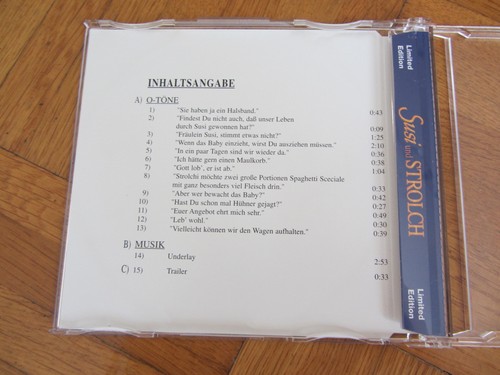 INHALTSANGABE
A) O-TÖNE
1) "Sie haben ja ein Halsband." 0:43
2) "Findest Du nicht auch, daß unser Leben
durch Susi gewonnen hat?" 0:09
3) "Fräulein Susi, stimmt etwas nicht?" 1:25
4) "Wenn das Baby einzieht, wirst Du ausziehen müssen." 2:10
5) "In ein paar Tagen sind wir wieder da." 0:36
6) "Ich hätte gern einen Maulkorb." 0:38
7) "Gott lob', er ist ab." 1:04
8) "Strolchi möchte zwei große Portionen Spaghetti Sceciale
mit ganz besonders viel Fleisch drin." 0:33
9) "Aber wer bewacht das Baby?" 0:42
10) "Hast Du schon mal Hühner gejagt?" 0:27
11) "Euer Angebot ehrt mich sehr." 0:49
12) "Leb' wohl." 0:30
13) "Vielleicht können wir den Wagen aufhalten." 0:39
B) MUSIK
14) Underlay 2:53
C) 15) Trailer 0:33
Limited
Edition
Susi und STROLCH
Limited
Edition